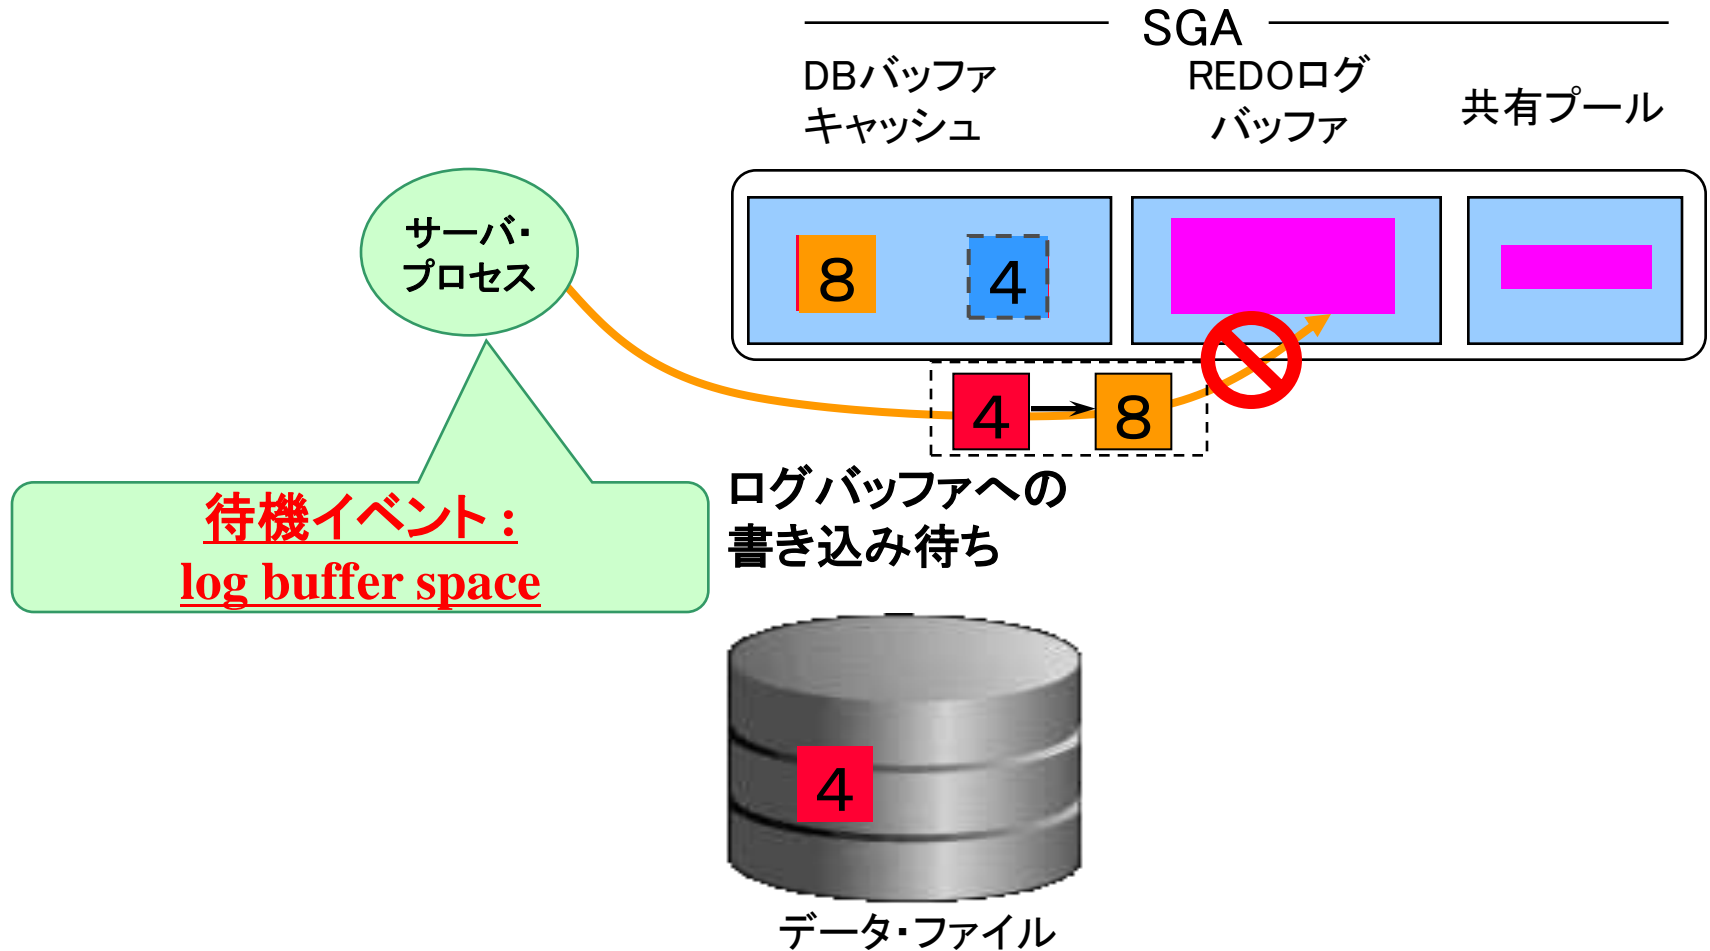 SGA
DBバッファ
キャッシュ
REDOログ
バッファ
共有プール
サーバ・
プロセス
8
4
4
8
待機イベント :
log buffer space
ログバッファへの
書き込み待ち
4
データ・ファイル